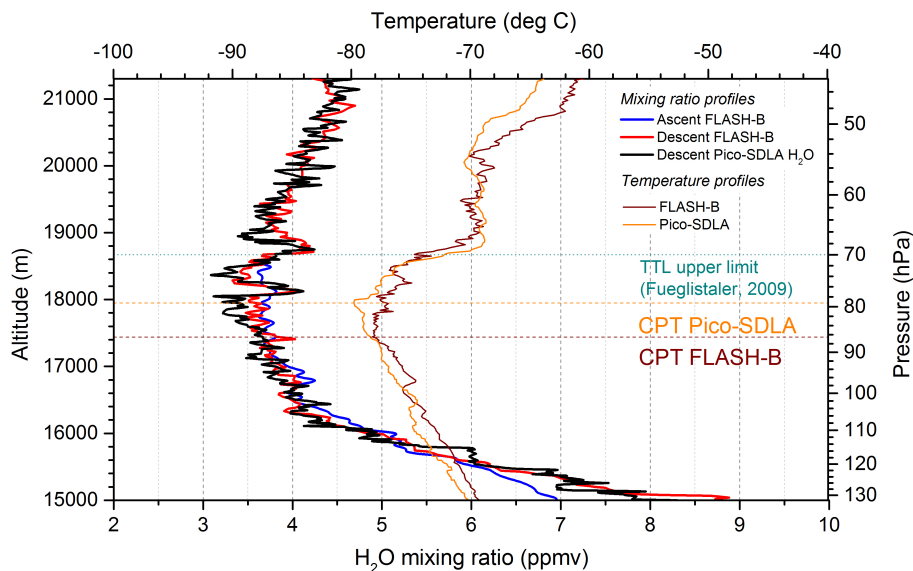 Temperature (deg C)
-100 -90 -80 -70 -60 -50 -40
Mixing ratio profiles
Ascent FLASH-B
Descent FLASH-B
Descent Pico-SDLA H₂O
Temperature profiles
FLASH-B
Pico-SDLA
TTL upper limit
(Fueglistaler, 2009)
CPT Pico-SDLA
CPT FLASH-B
Altitude (m)
21000
20000
19000
18000
17000
16000
15000
Pressure (hPa)
50
60
70
80
90
100
110
120
130
2 3 4 5 6 7 8 9 10
H₂O mixing ratio (ppmv)